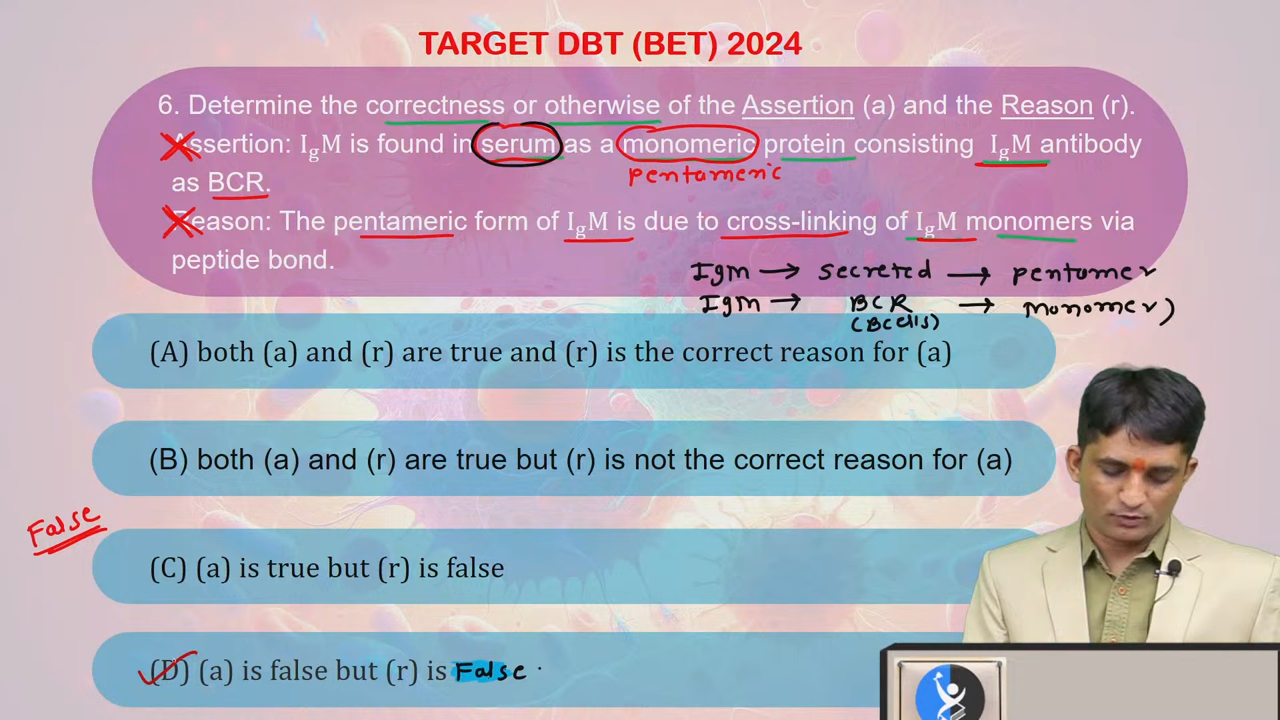 TARGET DBT (BET) 2024
6. Determine the correctness or otherwise of the Assertion (a) and the Reason (r).
Assertion: IgM is found in serum as a monomeric protein consisting IgM antibody
pentameric
as BCR.
Reason: The pentameric form of IgM is due to cross-linking of IgM monomers via
peptide bond.
Igm → secreted → pentamer
Igm → BCR → monomer)
(Bcells)
(A) both (a) and (r) are true and (r) is the correct reason for (a)
(B) both (a) and (r) are true but (r) is not the correct reason for (a)
False
(C) (a) is true but (r) is false
(D) (a) is false but (r) is False